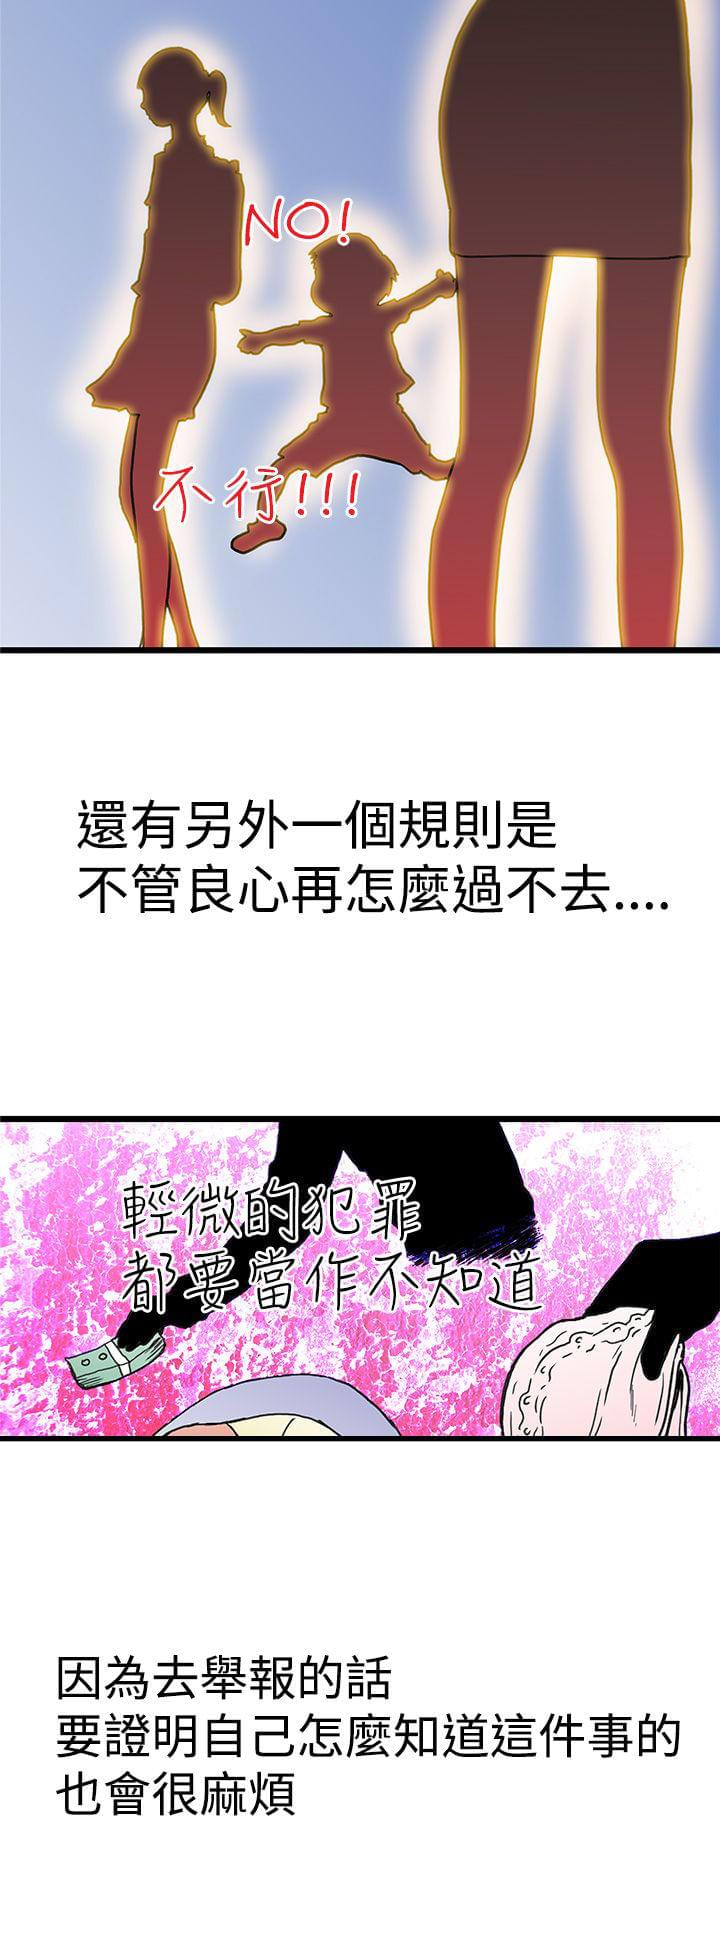 NO!
不行!!!
還有另外一個規則是
不管良心再怎麼過不去....
輕微的犯罪
都要當作不知道
因為去舉報的話
要證明自己怎麼知道這件事的
也會很麻煩